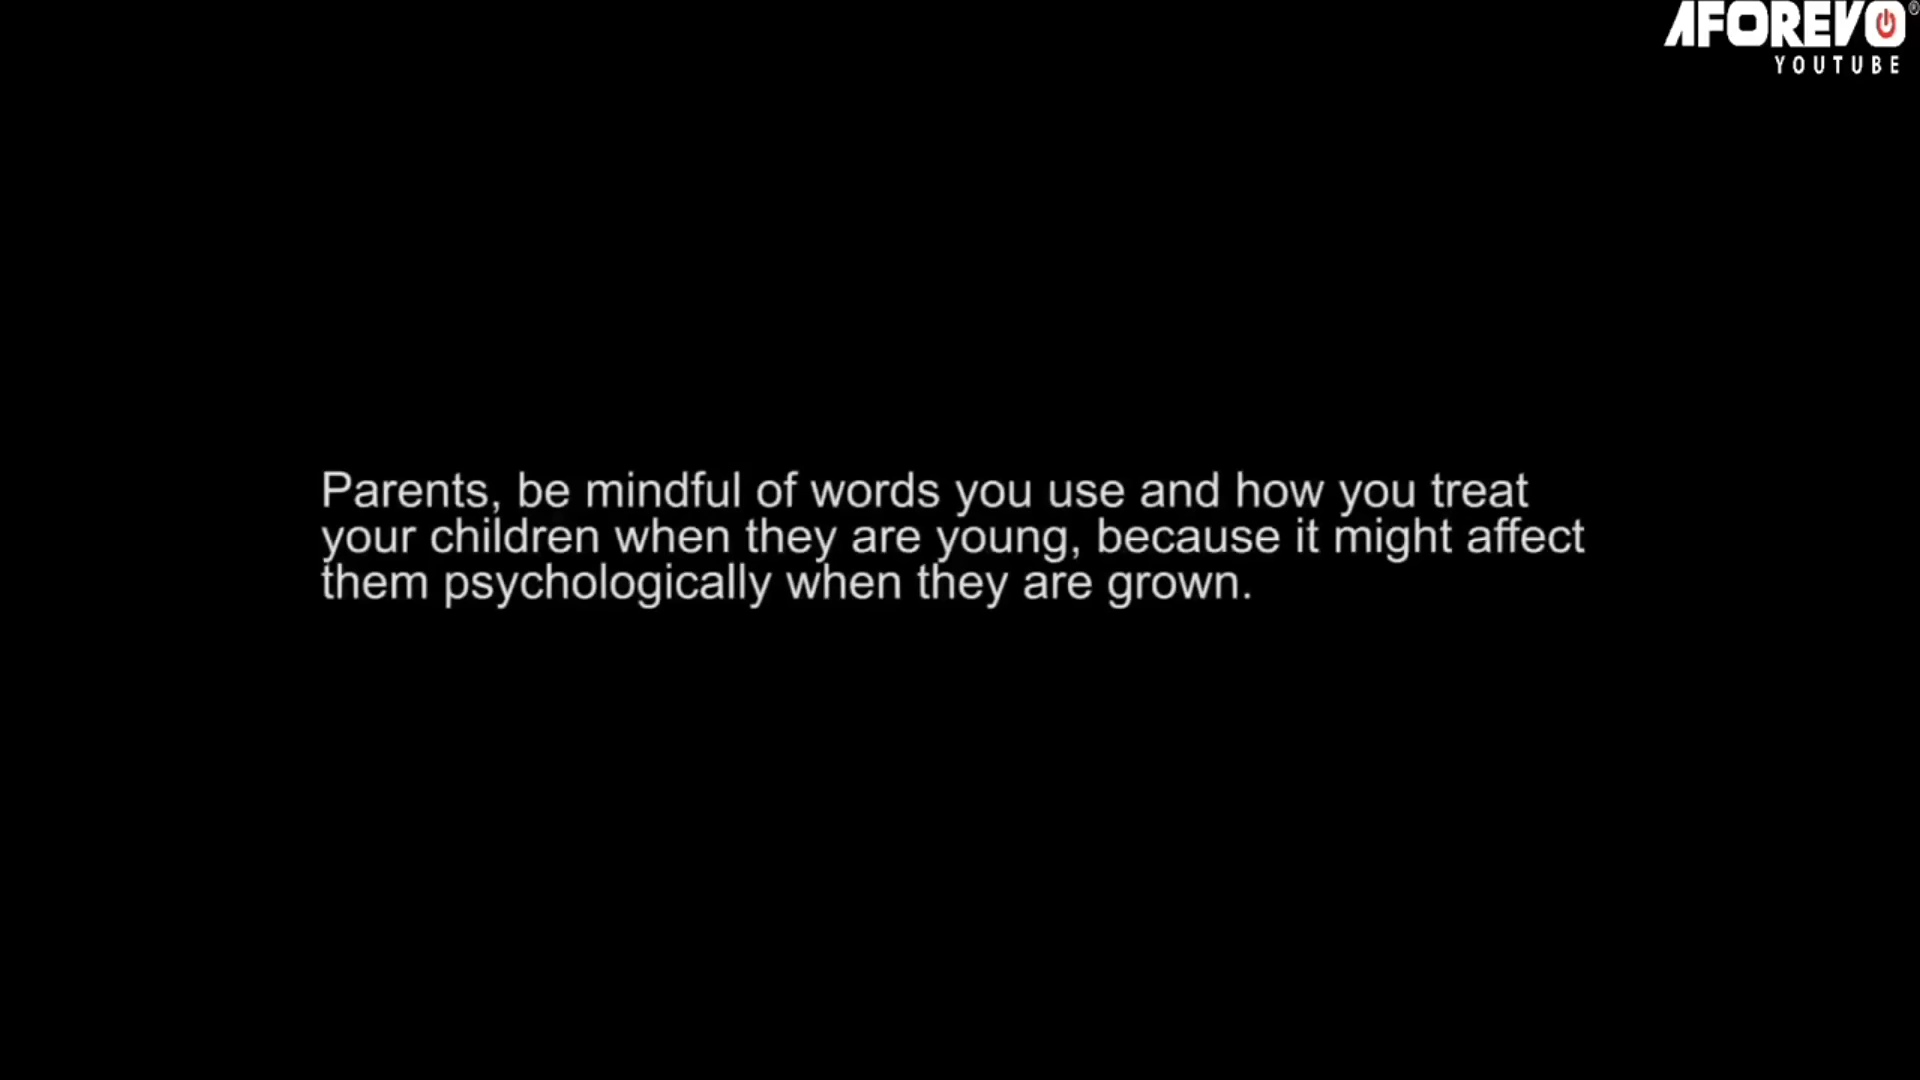 AFOREVO®
YOUTUBE
Parents, be mindful of words you use and how you treat
your children when they are young, because it might affect
them psychologically when they are grown.